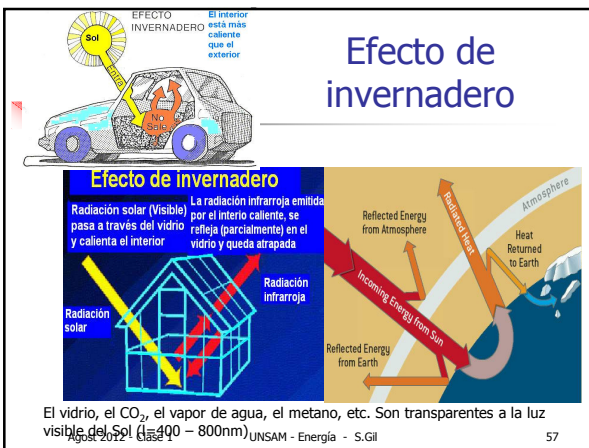 EFECTO
INVERNADERO
El interior
está más
caliente
que el
exterior
Sol
Entra
No
Sale
Efecto de
invernadero
Efecto de invernadero
Radiación solar (Visible)
pasa a través del vidrio
y calienta el interior
La radiación infrarroja emitida
por el interio caliente, se
refleja (parcialmente) en el
vidrio y queda atrapada
Radiación
solar
Radiación
infrarroja
Atmosphere
Reflected Energy
from Atmosphere
Radiated Heat
Heat
Returned
to Earth
Incoming Energy from Sun
Reflected Energy
from Earth
El vidrio, el CO₂, el vapor de agua, el metano, etc. Son transparentes a la luz
visible del Sol (l=400 – 800nm)
Agost 2012 - Clase 1
UNSAM - Energía - S.Gil
57